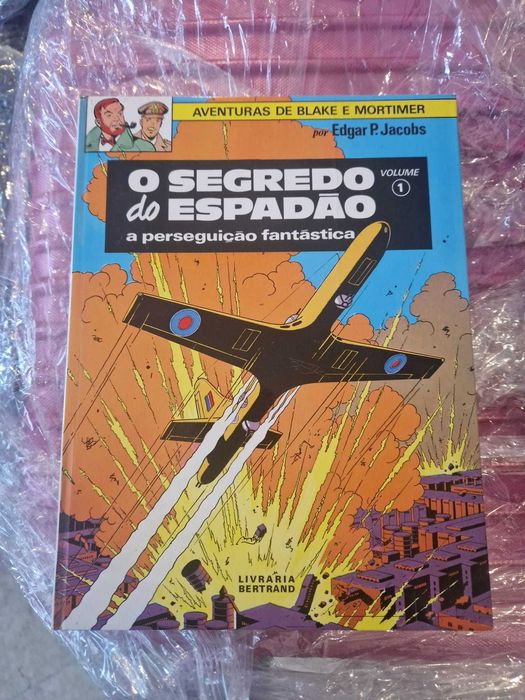 AVENTURAS DE BLAKE E MORTIMER
por Edgar P. Jacobs
O SEGREDO
do ESPADÃO
VOLUME
1
a perseguição fantástica
LIVRARIA
BERTRAND